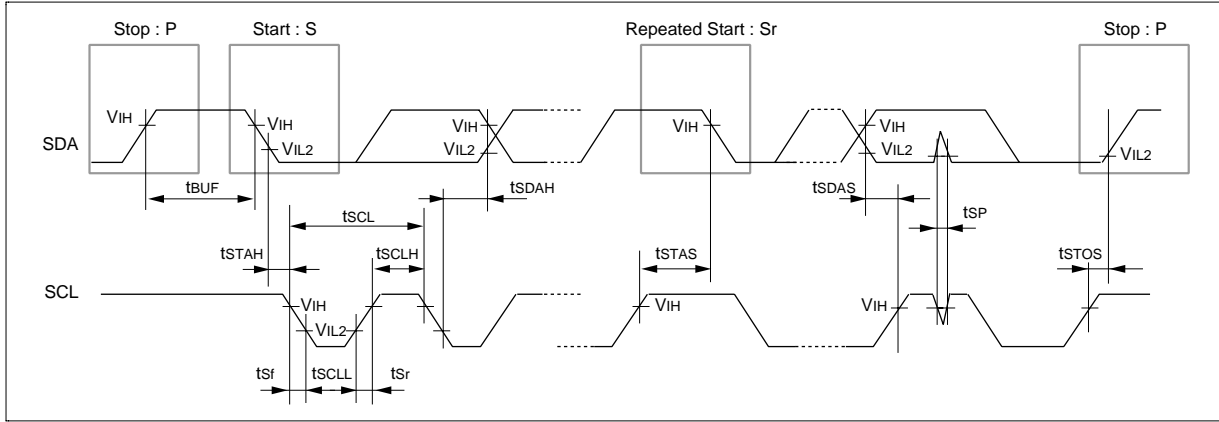 Stop : P Start : S Repeated Start : Sr Stop : P
VIH VIH VIH VIH VIH
SDA VIL2 VIL2 VIL2 VIL2
tBUF tSDAH tSDAS
tSCL tSP
tSTAH tSCLH tSTAS tSTOS
SCL VIH VIH VIH
VIL2
tSf tSCLL tSr